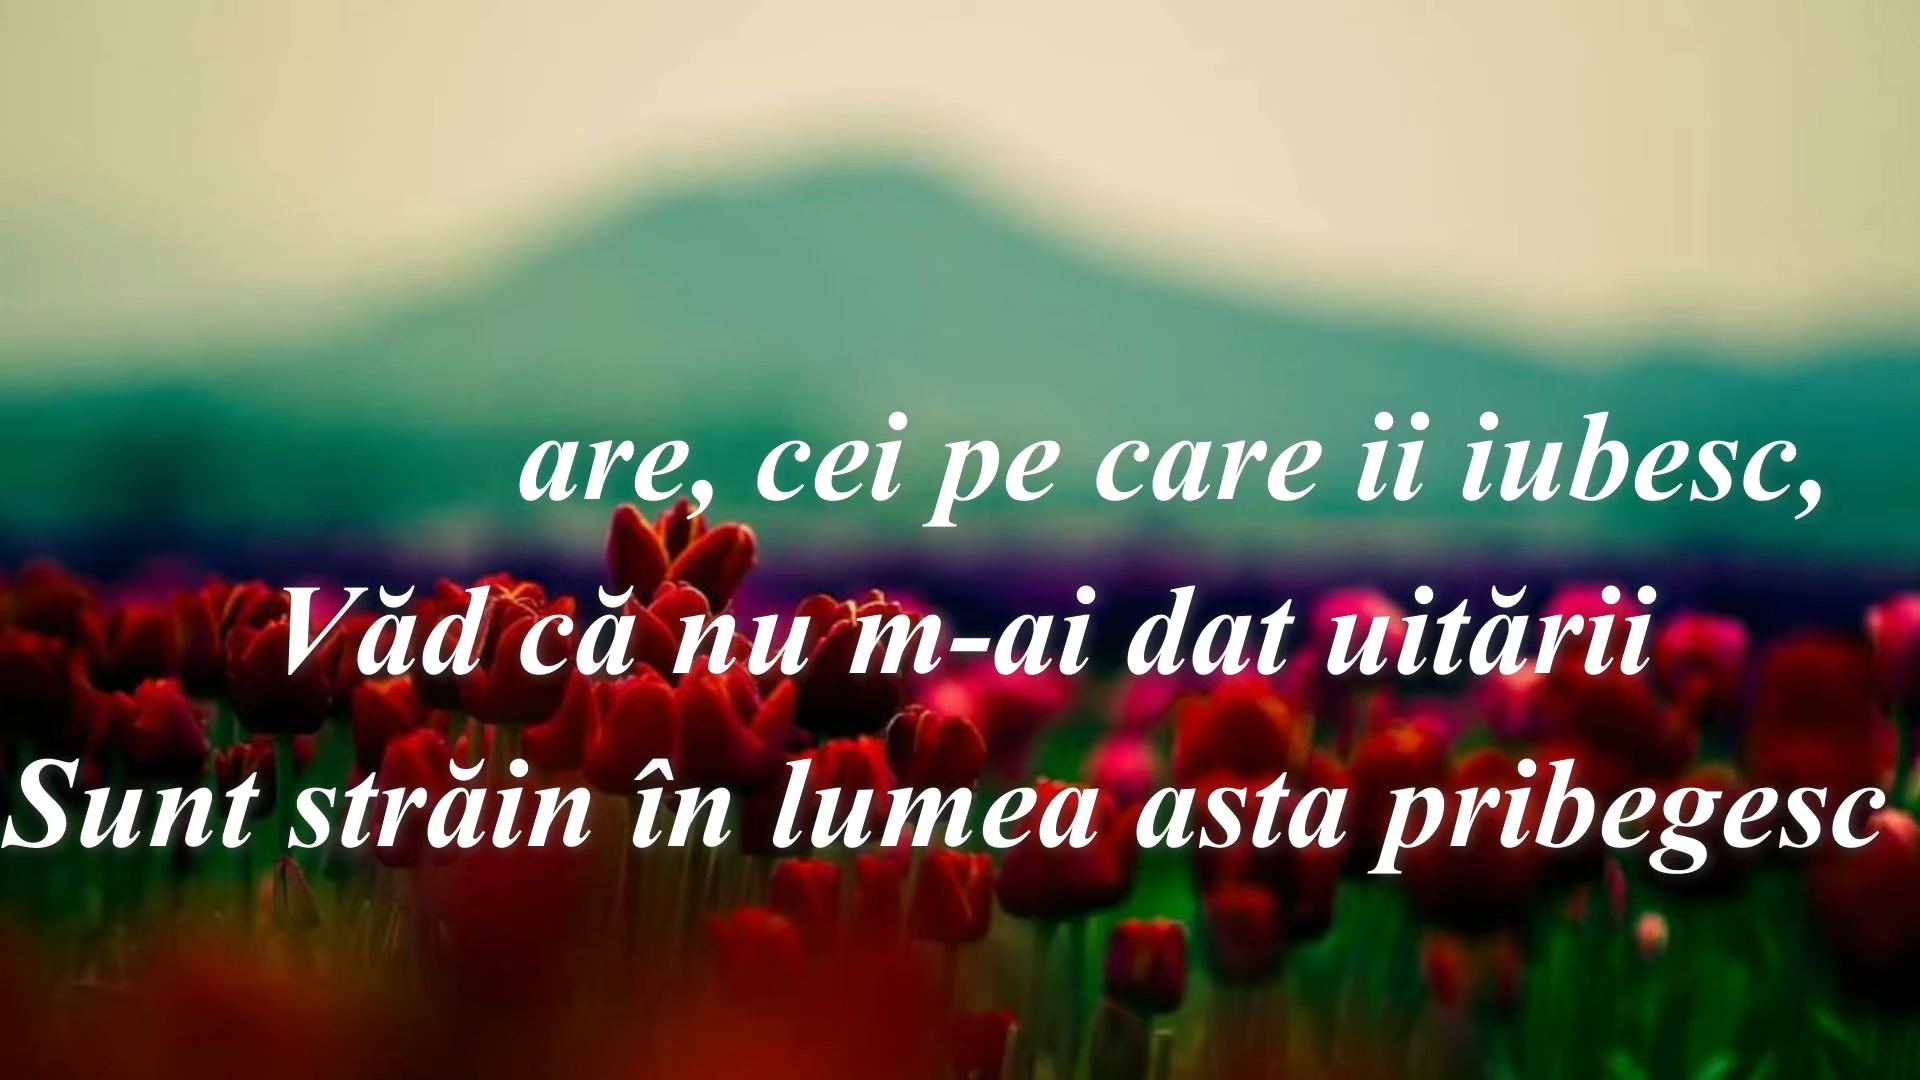 are, cei pe care ii iubesc,
Văd că nu m-ai dat uitării
Sunt străin în lumea asta pribegesc